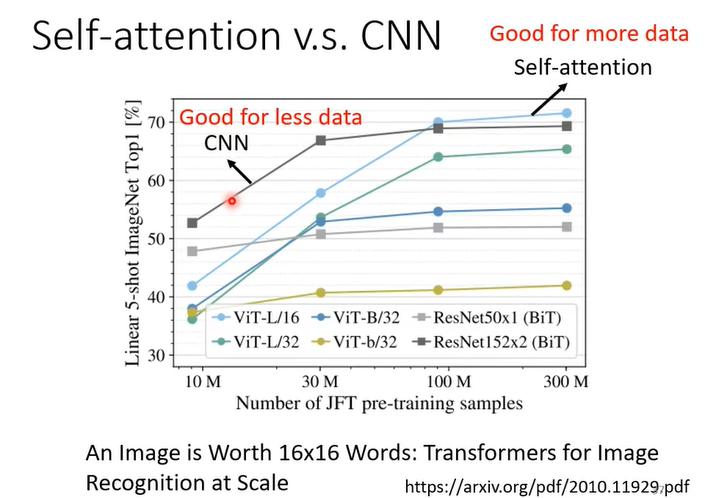 Self-attention v.s. CNN
Good for more data
Self-attention
Good for less data
CNN
Linear 5-shot ImageNet Top1 [%]
70
60
50
40
30
ViT-L/16 ViT-B/32 ResNet50x1 (BiT)
ViT-L/32 ViT-b/32 ResNet152x2 (BiT)
10 M 30 M 100 M 300 M
Number of JFT pre-training samples
An Image is Worth 16x16 Words: Transformers for Image
Recognition at Scale
https://arxiv.org/pdf/2010.11929.pdf